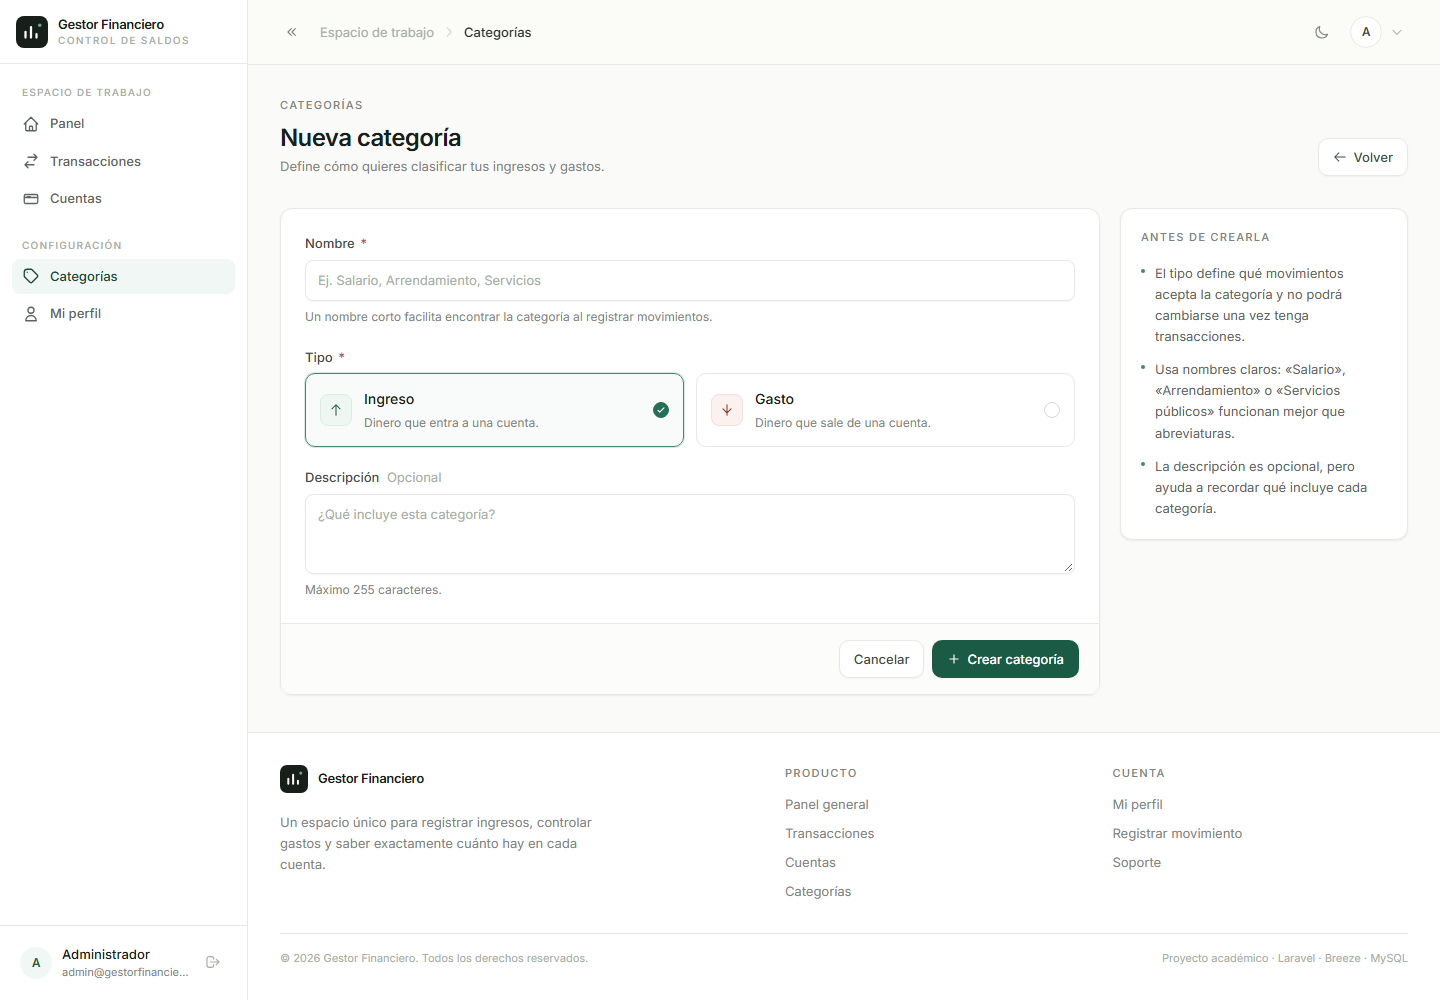 Gestor Financiero
CONTROL DE SALDOS
ESPACIO DE TRABAJO
Panel
Transacciones
Cuentas
CONFIGURACIÓN
Categorías
Mi perfil
Administrador
admin@gestorfinancie...
A
Espacio de trabajo
Categorías
A
CATEGORÍAS
Nueva categoría
Define cómo quieres clasificar tus ingresos y gastos.
Volver
Nombre *
Ej. Salario, Arrendamiento, Servicios
Un nombre corto facilita encontrar la categoría al registrar movimientos.
Tipo *
Ingreso
Dinero que entra a una cuenta.
Gasto
Dinero que sale de una cuenta.
Descripción Opcional
¿Qué incluye esta categoría?
Máximo 255 caracteres.
Cancelar
Crear categoría
ANTES DE CREARLA
El tipo define qué movimientos
acepta la categoría y no podrá
cambiarse una vez tenga
transacciones.
Usa nombres claros: «Salario»,
«Arrendamiento» o «Servicios
públicos» funcionan mejor que
abreviaturas.
La descripción es opcional, pero
ayuda a recordar qué incluye cada
categoría.
Gestor Financiero
Un espacio único para registrar ingresos, controlar
gastos y saber exactamente cuánto hay en cada
cuenta.
PRODUCTO
Panel general
Transacciones
Cuentas
Categorías
CUENTA
Mi perfil
Registrar movimiento
Soporte
© 2026 Gestor Financiero. Todos los derechos reservados.
Proyecto académico · Laravel · Breeze · MySQL